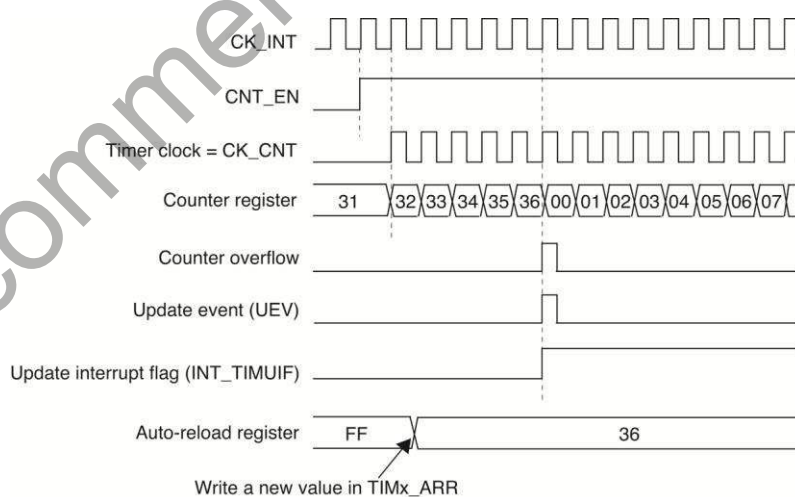 CK_INT
CNT_EN
Timer clock = CK_CNT
Counter register 31 32 33 34 35 36 00 01 02 03 04 05 06 07
Counter overflow
Update event (UEV)
Update interrupt flag (INT_TIMUIF)
Auto-reload register FF 36
Write a new value in TIMx_ARR